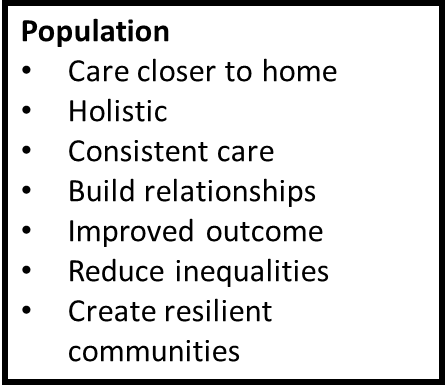 Population
• Care closer to home
• Holistic
• Consistent care
• Build relationships
• Improved outcome
• Reduce inequalities
• Create resilient
communities